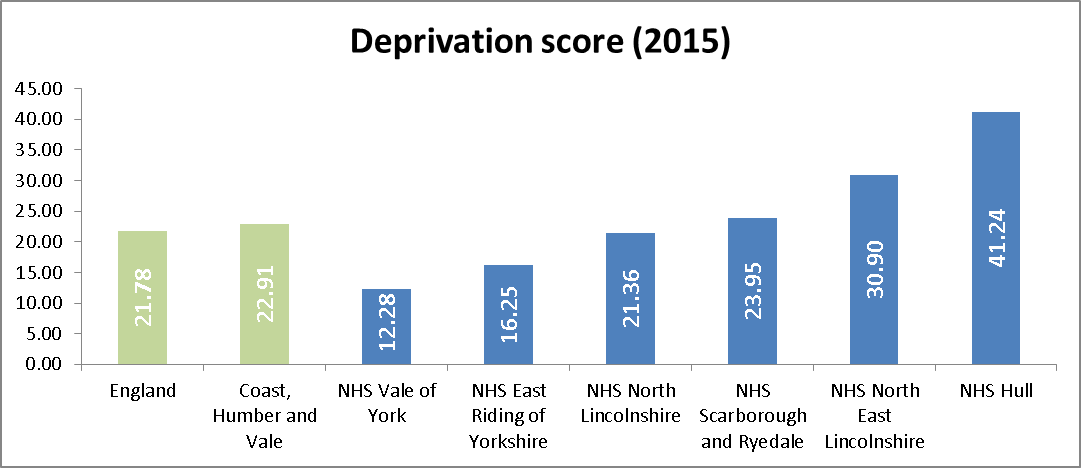 Deprivation score (2015)
45.00
40.00
35.00
30.00
25.00
20.00
15.00
10.00
5.00
0.00
21.78
22.91
12.28
16.25
21.36
23.95
30.90
41.24
England
Coast,
Humber and
Vale
NHS Vale of
York
NHS East
Riding of
Yorkshire
NHS North
Lincolnshire
NHS
Scarborough
and Ryedale
NHS North
East
Lincolnshire
NHS Hull